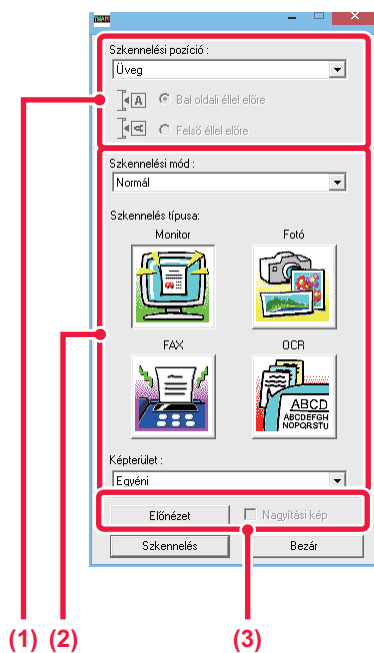 TWAIN
Szkennelési pozíció :
Üveg
A
Bal oldali éllel előre
A
Felső éllel előre
Szkennelési mód :
Normál
Szkennelés típusa:
Monitor
Fotó
FAX
OCR
ABCD
ABCDEFGH
NOPQRSTU
Képterület :
Egyéni
Előnézet
Nagyítási kép
Szkennelés
Bezár
(1) (2) (3)